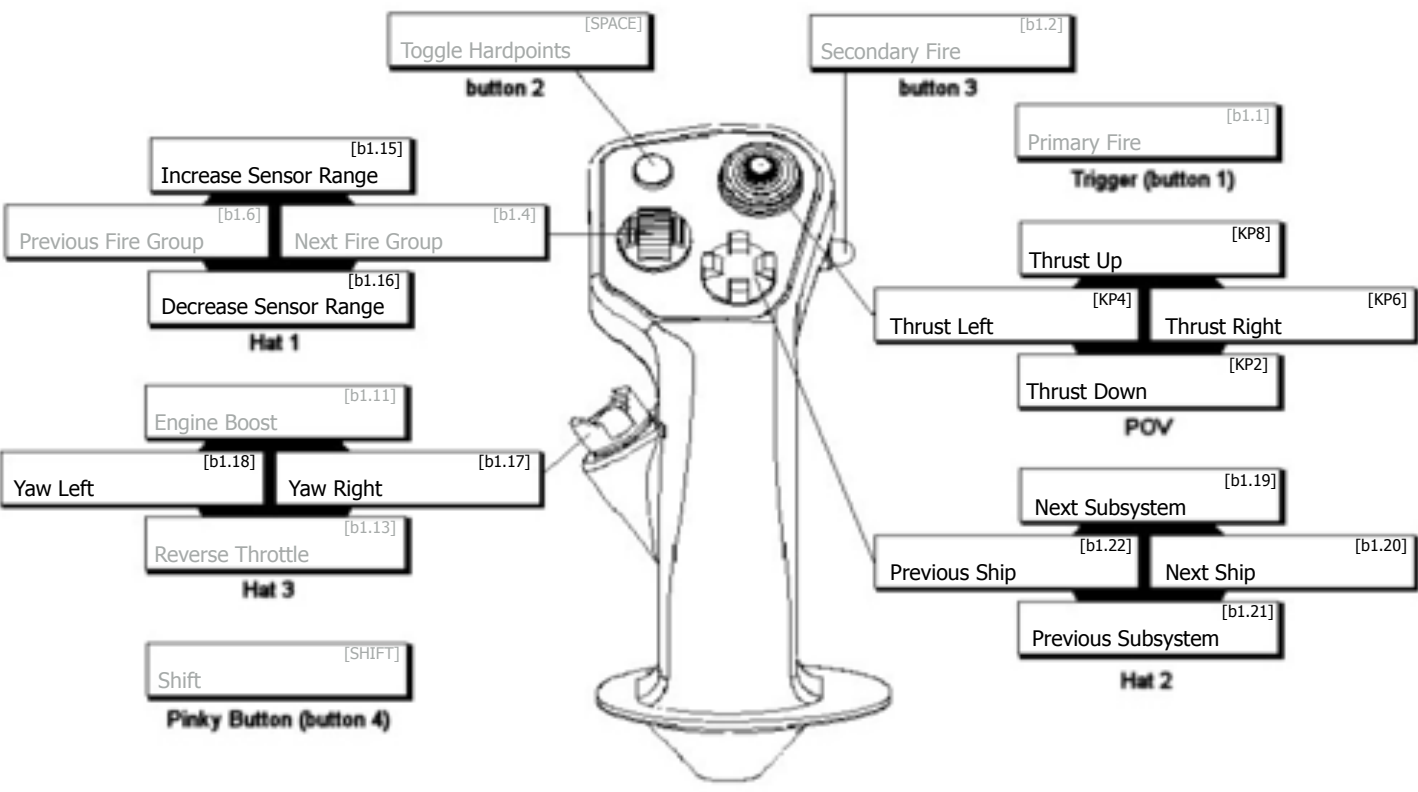 [SPACE]
Toggle Hardpoints
button 2
[b1.2]
Secondary Fire
button 3
[b1.1]
Primary Fire
Trigger (button 1)
[b1.15]
Increase Sensor Range
[b1.6]
Previous Fire Group
[b1.4]
Next Fire Group
[b1.16]
Decrease Sensor Range
Hat 1
[KP8]
Thrust Up
[KP4]
Thrust Left
[KP6]
Thrust Right
[KP2]
Thrust Down
POV
[b1.11]
Engine Boost
[b1.18]
Yaw Left
[b1.17]
Yaw Right
[b1.13]
Reverse Throttle
Hat 3
[b1.19]
Next Subsystem
[b1.22]
Previous Ship
[b1.20]
Next Ship
[b1.21]
Previous Subsystem
Hat 2
[SHIFT]
Shift
Pinky Button (button 4)